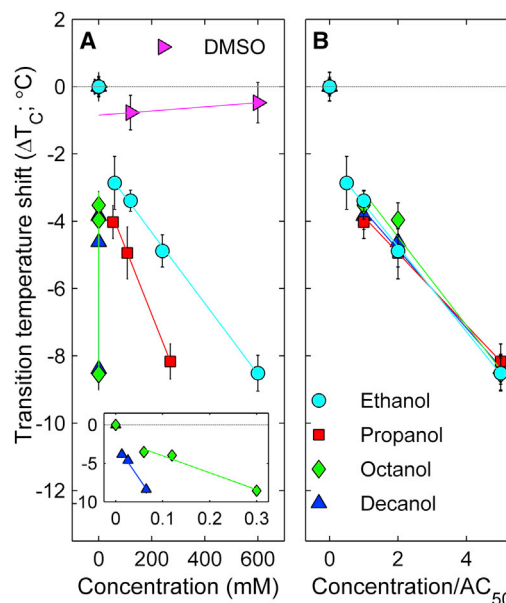 A
DMSO
B
Transition temperature shift (ΔT_C; °C)
2
0
-2
-4
-6
-8
-10
-12
0
-5
-10
0
0.1
0.2
0.3
Ethanol
Propanol
Octanol
Decanol
0 200 400 600
0 2 4
Concentration (mM)
Concentration/AC_50